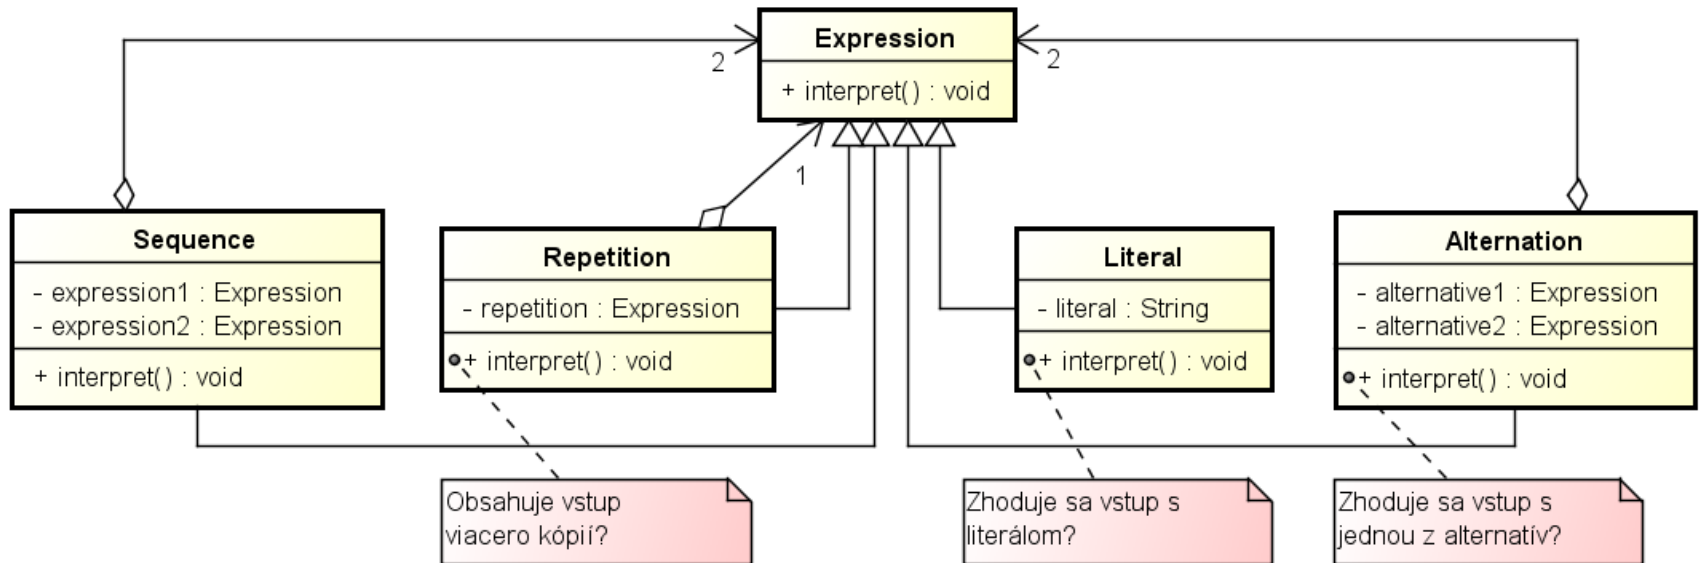 Expression
+ interpret() : void
2
2
1
Sequence
- expression1 : Expression
- expression2 : Expression
+ interpret() : void
Repetition
- repetition : Expression
+ interpret() : void
Literal
- literal : String
+ interpret() : void
Alternation
- alternative1 : Expression
- alternative2 : Expression
+ interpret() : void
Obsahuje vstup
viacero kópií?
Zhoduje sa vstup s
literálom?
Zhoduje sa vstup s
jednou z alternatív?